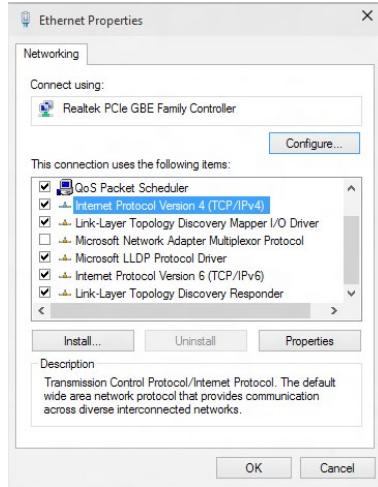 Ethernet Properties
Networking
Connect using:
Realtek PCIe GBE Family Controller
Configure...
This connection uses the following items:
QoS Packet Scheduler
Internet Protocol Version 4 (TCP/IPv4)
Link-Layer Topology Discovery Mapper I/O Driver
Microsoft Network Adapter Multiplexor Protocol
Microsoft LLDP Protocol Driver
Internet Protocol Version 6 (TCP/IPv6)
Link-Layer Topology Discovery Responder
Install... Uninstall Properties
Description
Transmission Control Protocol/Internet Protocol. The default
wide area network protocol that provides communication
across diverse interconnected networks.
OK Cancel